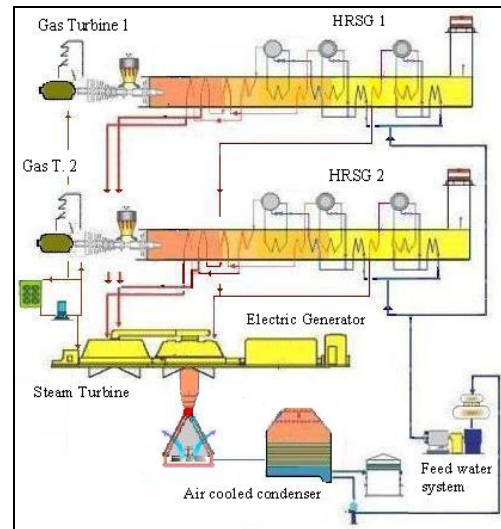 Gas Turbine 1
HRSG 1
Gas T. 2
HRSG 2
Electric Generator
Steam Turbine
Air cooled condenser
Feed water
system